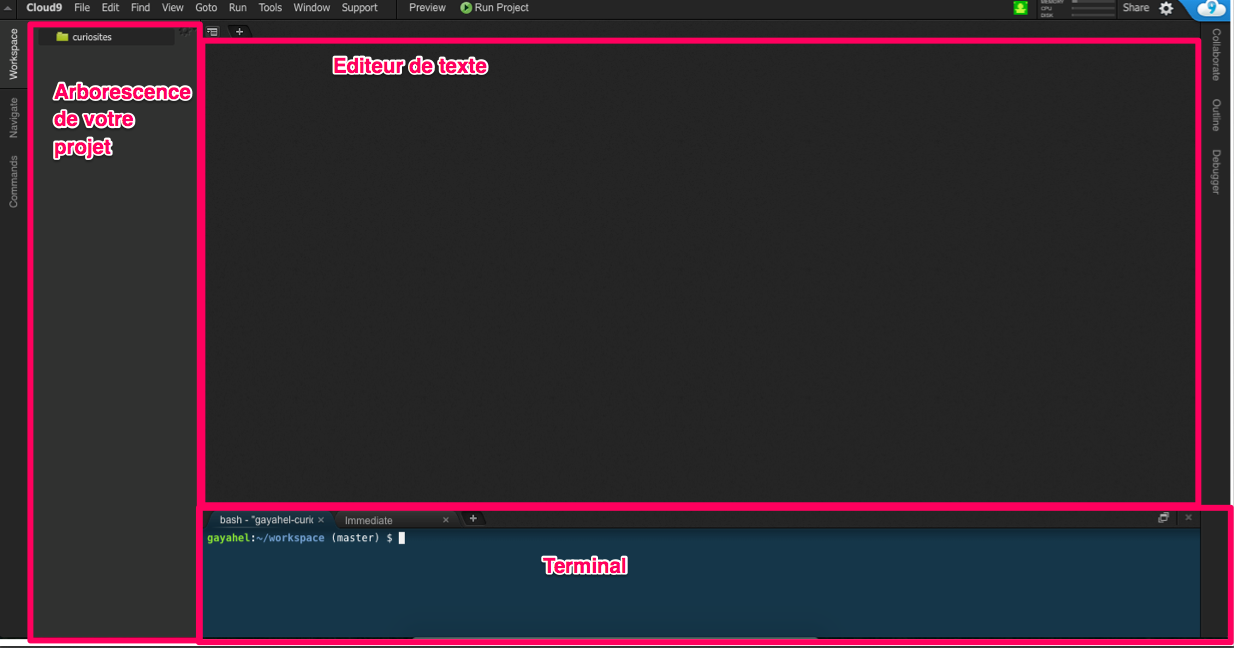 Cloud9 File Edit Find View Goto Run Tools Window Support Preview Run Project MEMORY CPU DISK Share 9
Workspace
Navigate
Commands
curiosites
Arborescence
de votre
projet
+
Editeur de texte
Collaborate
Outline
Debugger
bash - "gayahel-curic × Immediate × +
gayahel:~/workspace (master) $
Terminal